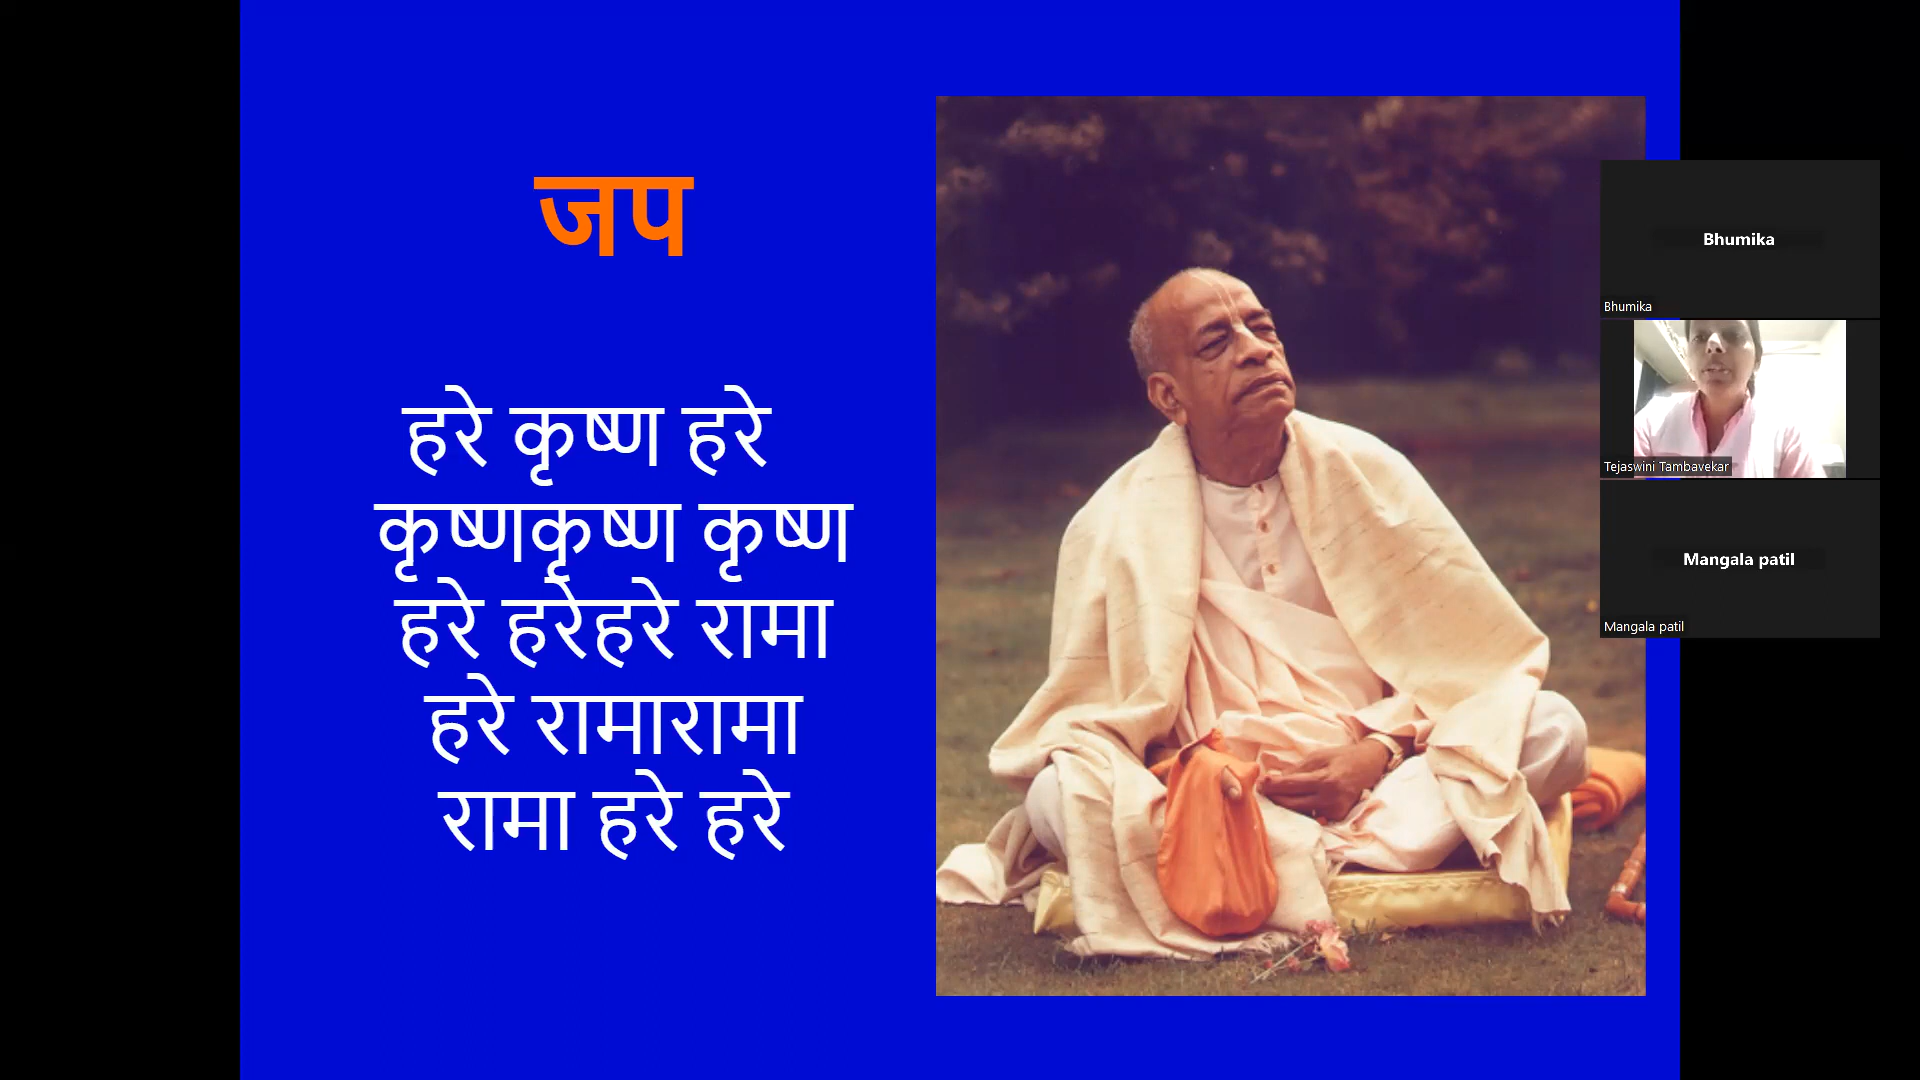 जप
हरे कृष्ण हरे
कृष्णकृष्ण कृष्ण
हरे हरेहरे रामा
हरे रामारामा
रामा हरे हरे
Bhumika
Bhumika
Tejaswini Tambavekar
Mangala patil
Mangala patil